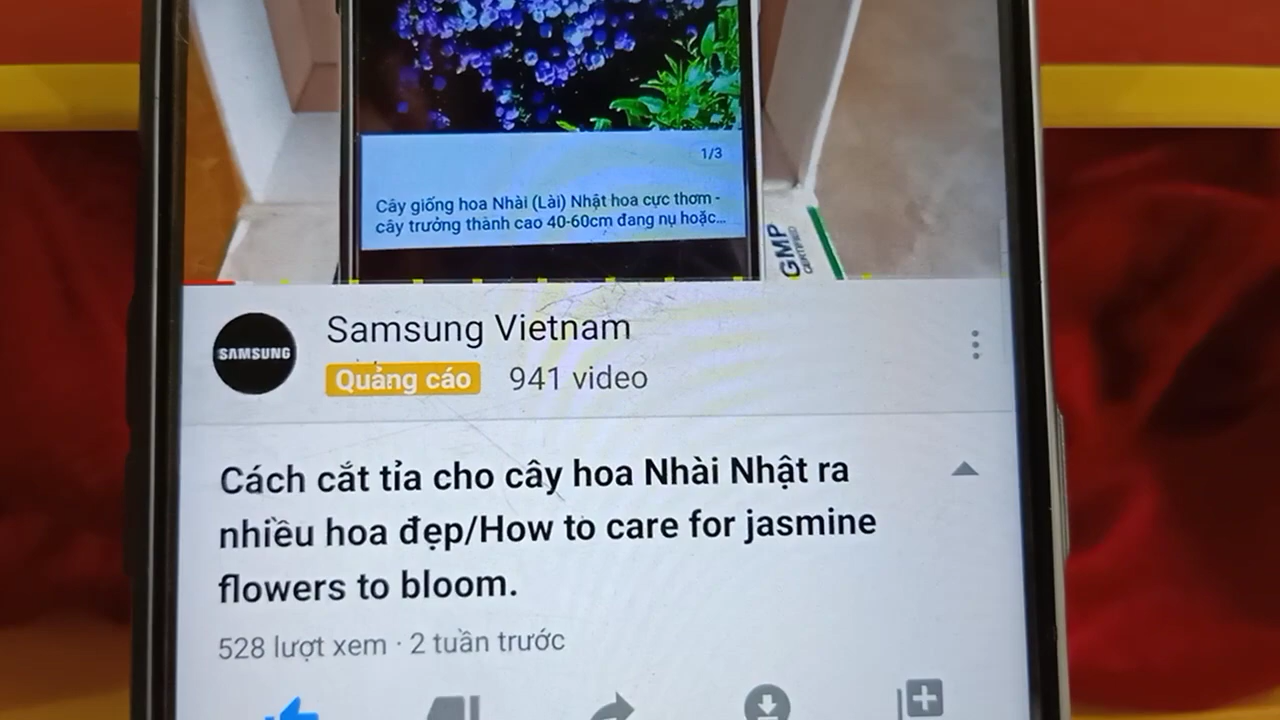 1/3
Cây giống hoa Nhài (Lài) Nhật hoa cực thơm -
cây trưởng thành cao 40-60cm đang nụ hoặc...
GMP
CERTIFIED
SAMSUNG
Samsung Vietnam
Quảng cáo 941 video
Cách cắt tỉa cho cây hoa Nhài Nhật ra
nhiều hoa đẹp/How to care for jasmine
flowers to bloom.
528 lượt xem · 2 tuần trước